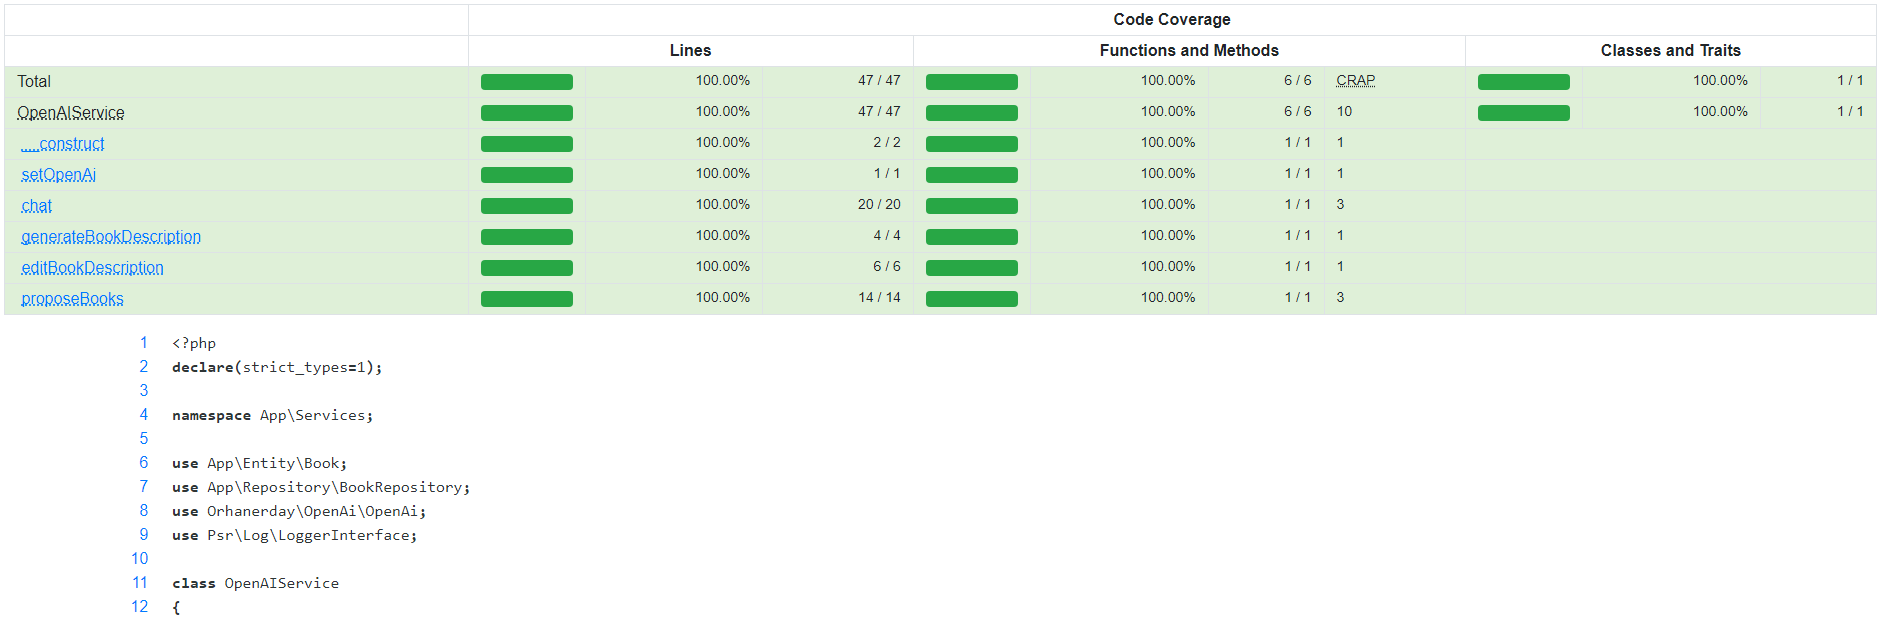 Code Coverage
Lines Functions and Methods Classes and Traits
Total 100.00% 47 / 47 100.00% 6 / 6 CRAP 100.00% 1 / 1
OpenAIService 100.00% 47 / 47 100.00% 6 / 6 10 100.00% 1 / 1
__construct 100.00% 2 / 2 100.00% 1 / 1 1
setOpenAi 100.00% 1 / 1 100.00% 1 / 1 1
chat 100.00% 20 / 20 100.00% 1 / 1 3
generateBookDescription 100.00% 4 / 4 100.00% 1 / 1 1
editBookDescription 100.00% 6 / 6 100.00% 1 / 1 1
proposeBooks 100.00% 14 / 14 100.00% 1 / 1 3
1 <?php
2 declare(strict_types=1);
3
4 namespace App\Services;
5
6 use App\Entity\Book;
7 use App\Repository\BookRepository;
8 use Orhanerday\OpenAi\OpenAi;
9 use Psr\Log\LoggerInterface;
10
11 class OpenAIService
12 {